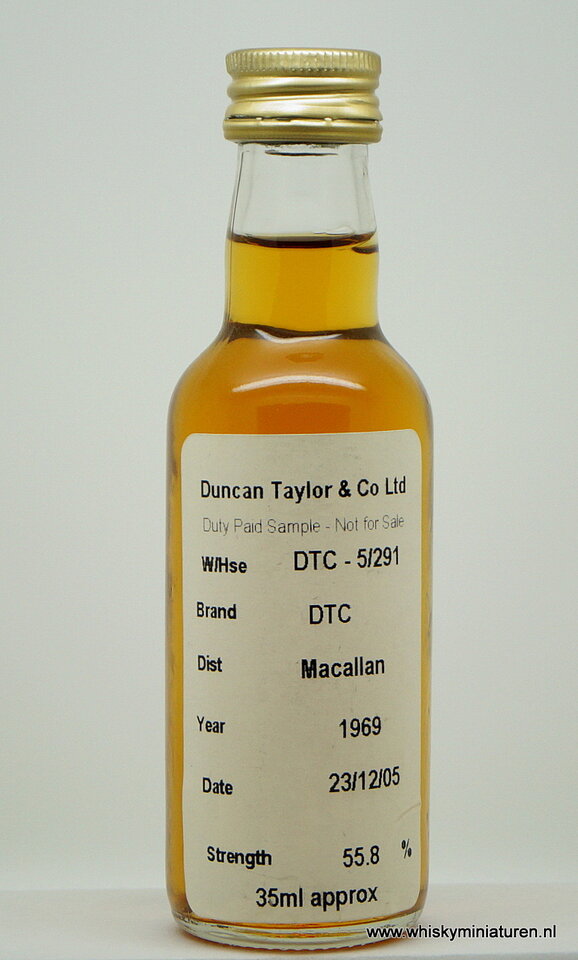 Duncan Taylor & Co Ltd
Duty Paid Sample - Not for Sale
W/Hse DTC - 5/291
Brand DTC
Dist Macallan
Year 1969
Date 23/12/05
Strength 55.8 %
35ml approx
www.whiskyminiaturen.nl